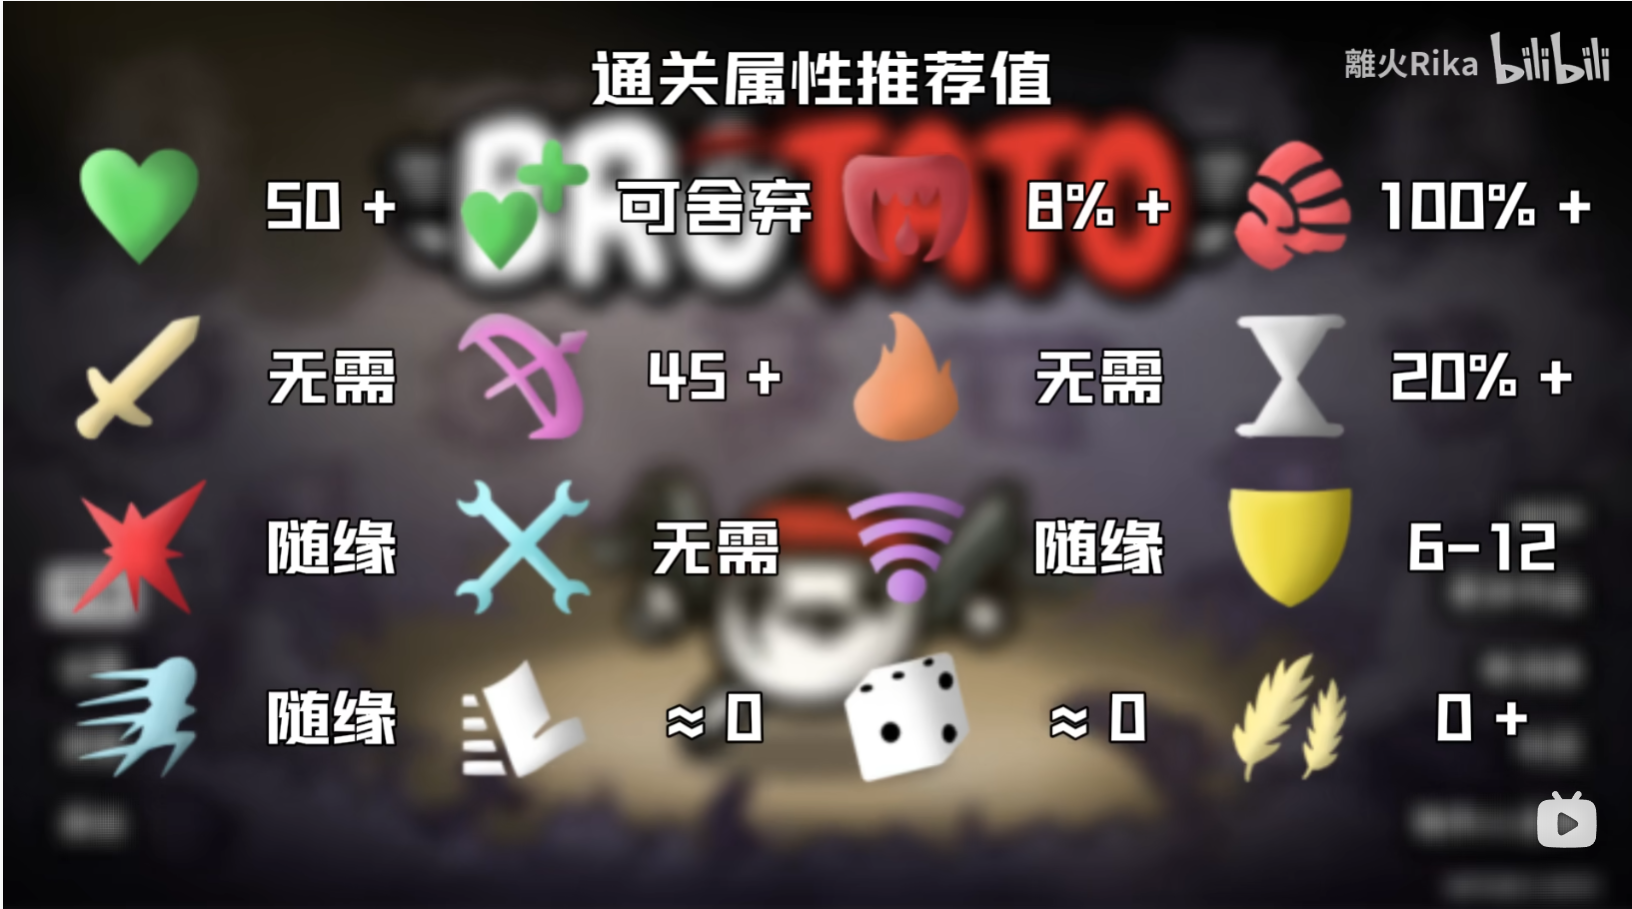 通关属性推荐值
離火Rika bilibili
BROTATO
50 + 可舍弃 8% + 100% +
无需 45 + 无需 20% +
随缘 无需 随缘 6-12
随缘 ≈ 0 ≈ 0 0 +